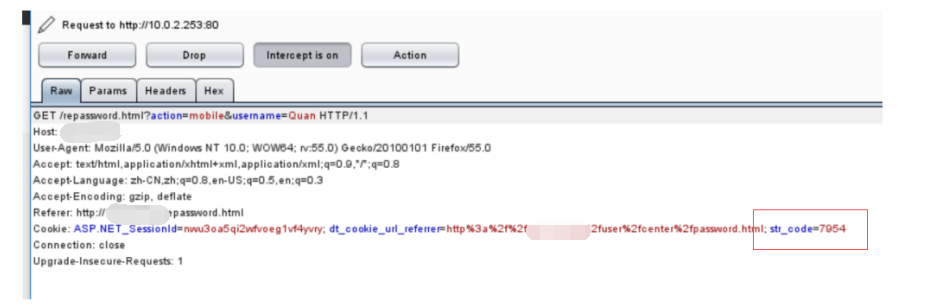 Request to http://10.0.2.253:80
Forward Drop Intercept is on Action
Raw Params Headers Hex
GET /repassword.html?action=mobile&username=Quan HTTP/1.1
Host:
User-Agent: Mozilla/5.0 (Windows NT 10.0; WOW64; rv:55.0) Gecko/20100101 Firefox/55.0
Accept: text/html,application/xhtml+xml,application/xml;q=0.9,*/*;q=0.8
Accept-Language: zh-CN,zh;q=0.8,en-US;q=0.5,en;q=0.3
Accept-Encoding: gzip, deflate
Referer: http:// epassword.html
Cookie: ASP.NET_SessionId=nwu3oa5qi2wfvoeg1vf4yvry; dt_cookie_url_referrer=http%3a%2f%2f 2fuser%2fcenter%2fpassword.html; str_code=7954
Connection: close
Upgrade-Insecure-Requests: 1